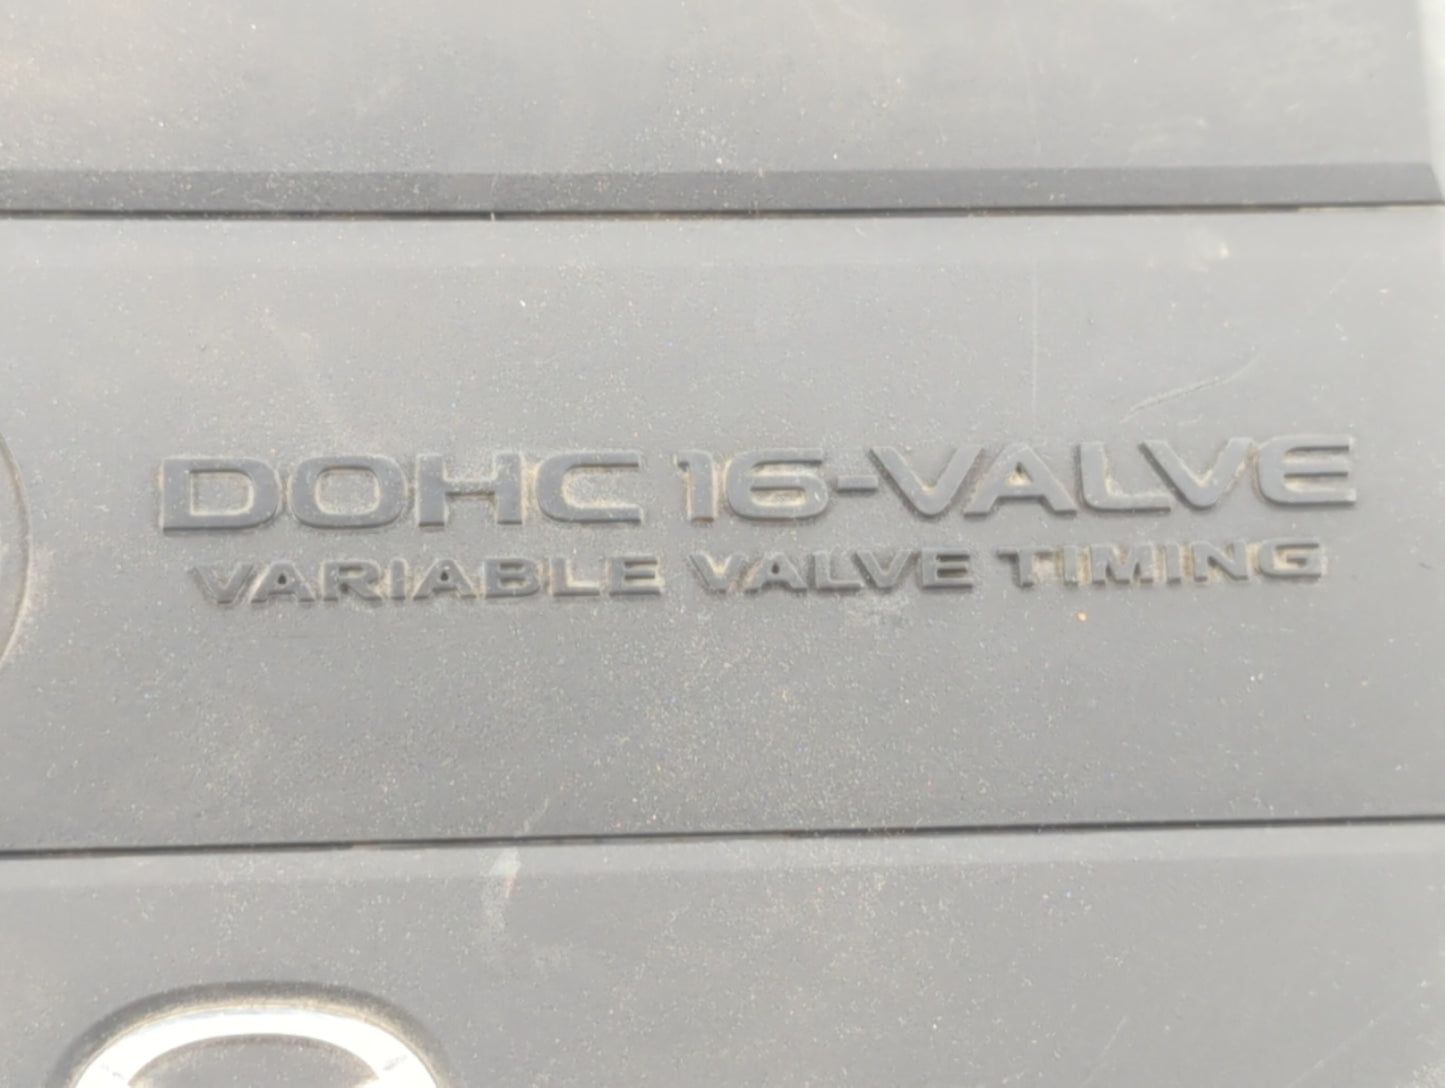 DOHC 16-VALVE
VARIABLE VALVE TIMING